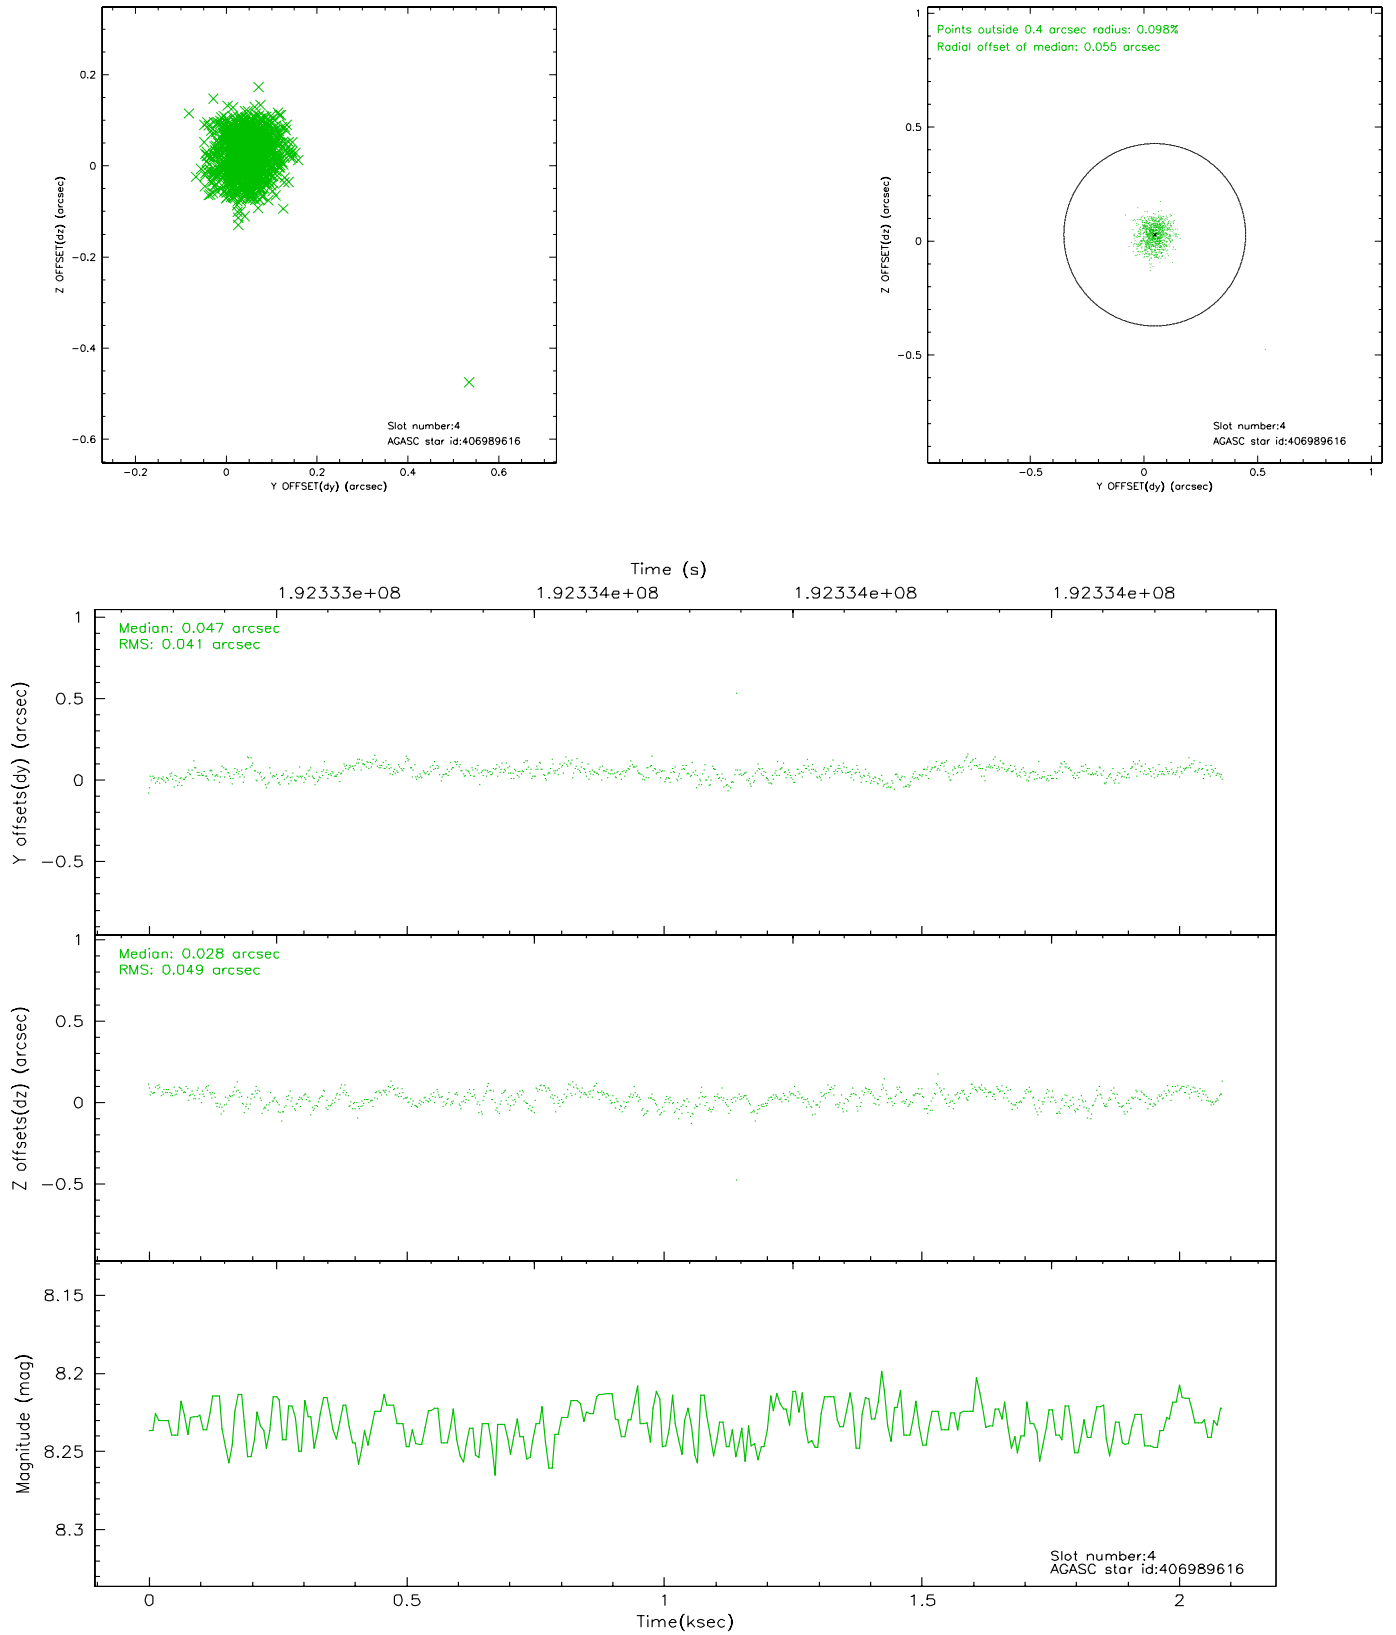 0.2
0
−0.2
−0.4
−0.6
Z OFFSET(dz) (arcsec)
Slot number:4
AGASC star id:406989616
−0.2 0 0.2 0.4 0.6
Y OFFSET(dy) (arcsec)
Points outside 0.4 arcsec radius: 0.098%
Radial offset of median: 0.055 arcsec
1
0.5
0
−0.5
Z OFFSET(dz) (arcsec)
Slot number:4
AGASC star id:406989616
−0.5 0 0.5 1
Y OFFSET(dy) (arcsec)
Time (s)
1.92333e+08 1.92334e+08 1.92334e+08 1.92334e+08
Median: 0.047 arcsec
RMS: 0.041 arcsec
1
0.5
0
−0.5
Y offsets(dy) (arcsec)
Median: 0.028 arcsec
RMS: 0.049 arcsec
1
0.5
0
−0.5
Z offsets(dz) (arcsec)
8.15
8.2
8.25
8.3
Magnitude (mag)
Slot number:4
AGASC star id:406989616
0 0.5 1 1.5 2
Time(ksec)